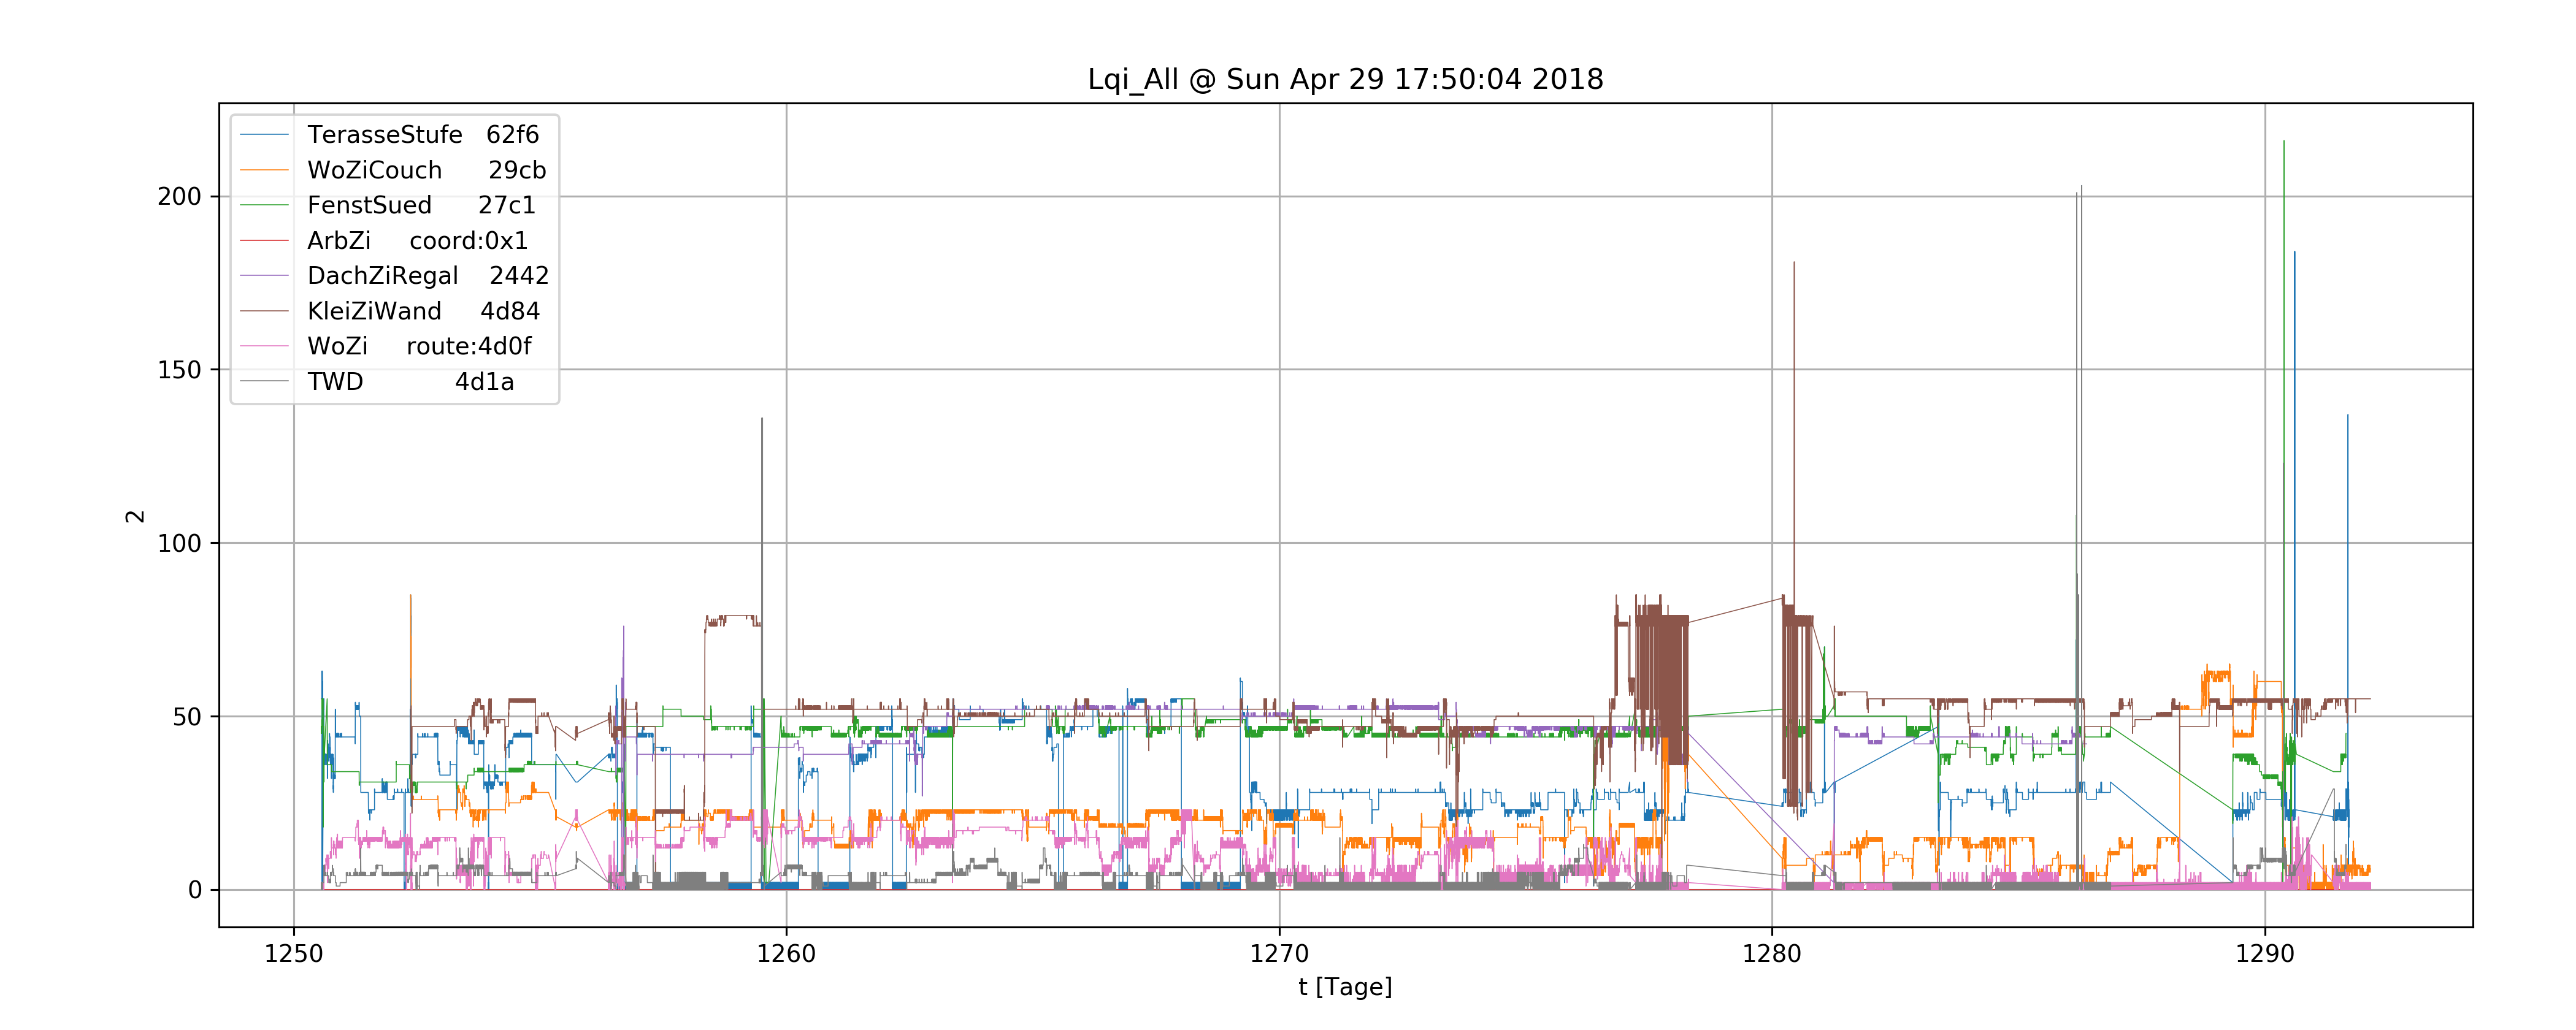 Lqi_All @ Sun Apr 29 17:50:04 2018
TerasseStufe 62f6
WoZiCouch 29cb
FenstSued 27c1
ArbZi coord:0x1
DachZiRegal 2442
KleiZiWand 4d84
WoZi route:4d0f
TWD 4d1a
200
150
100
50
0
2
1250 1260 1270 1280 1290
t [Tage]